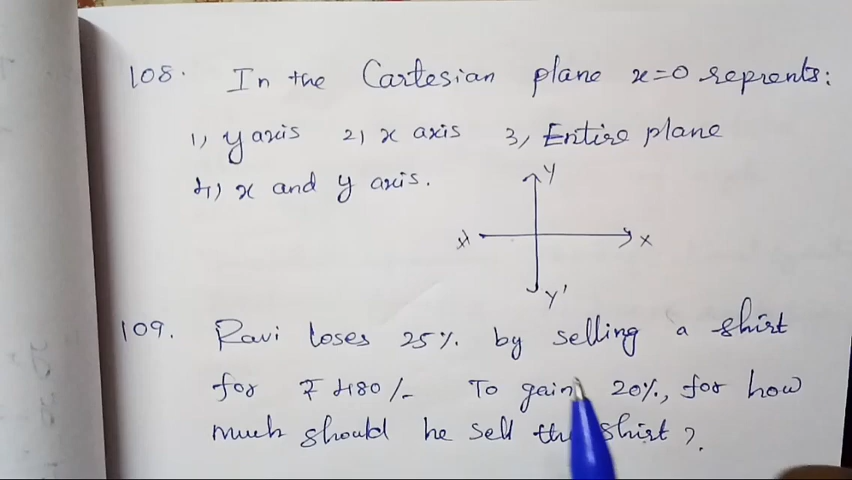 108. In the Cartesian plane x=0 reprents:
1) y axis 2) x axis 3, Entire plane
4) x and y axis.
Y
X' X
Y'
109. Ravi loses 25% by selling a shirt
for ₹ 480/- To gain 20%, for how
much should he sell the shirt?